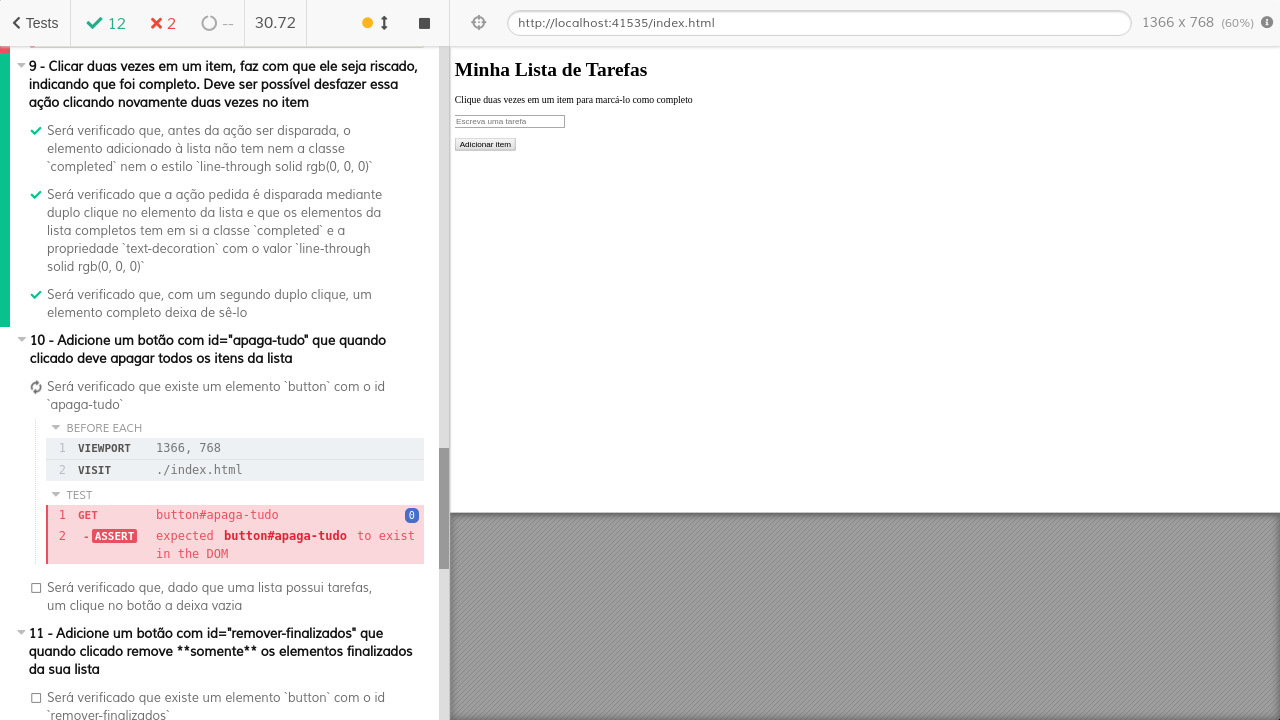 Tests
12
2
--
30.72
http://localhost:41535/index.html
1366 x 768 (60%)
9 - Clicar duas vezes em um item, faz com que ele seja riscado,
indicando que foi completo. Deve ser possível desfazer essa
ação clicando novamente duas vezes no item
Será verificado que, antes da ação ser disparada, o
elemento adicionado à lista não tem nem a classe
`completed` nem o estilo `line-through solid rgb(0, 0, 0)`
Será verificado que a ação pedida é disparada mediante
duplo clique no elemento da lista e que os elementos da
lista completos tem em si a classe `completed` e a
propriedade `text-decoration` com o valor `line-through
solid rgb(0, 0, 0)`
Será verificado que, com um segundo duplo clique, um
elemento completo deixa de sê-lo
10 - Adicione um botão com id="apaga-tudo" que quando
clicado deve apagar todos os itens da lista
Será verificado que existe um elemento `button` com o id
`apaga-tudo`
BEFORE EACH
1 VIEWPORT 1366, 768
2 VISIT ./index.html
TEST
1 GET button#apaga-tudo 0
2 -ASSERT expected button#apaga-tudo to exist
in the DOM
Será verificado que, dado que uma lista possui tarefas,
um clique no botão a deixa vazia
11 - Adicione um botão com id="remover-finalizados" que
quando clicado remove **somente** os elementos finalizados
da sua lista
Será verificado que existe um elemento `button` com o id
`remover-finalizados`
Minha Lista de Tarefas
Clique duas vezes em um item para marcá-lo como completo
Escreva uma tarefa
Adicionar item